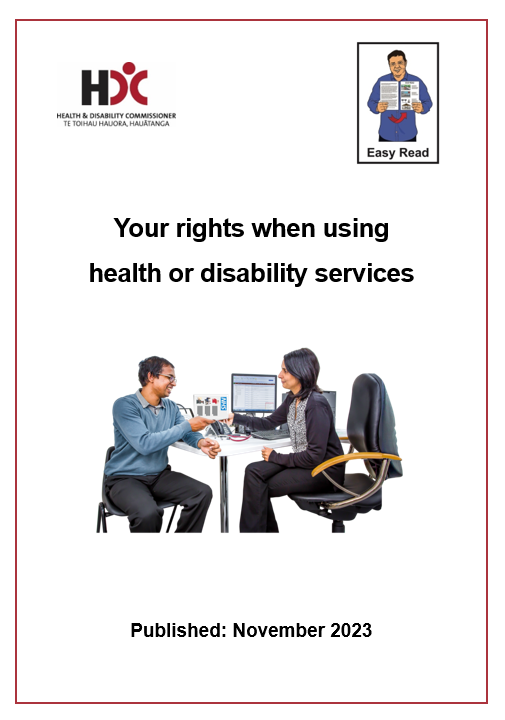 HDC
HEALTH & DISABILITY COMMISSIONER
TE TOIHAU HAUORA, HAUĀTANGA
Easy Read
Your rights when using
health or disability services
NHS
Published: November 2023